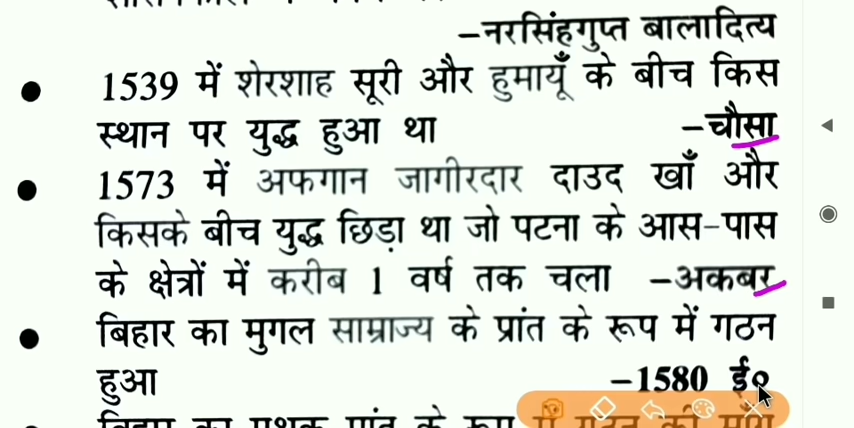 –नरसिंहगुप्त बालादित्य
● 1539 में शेरशाह सूरी और हुमायूँ के बीच किस
स्थान पर युद्ध हुआ था –चौसा
● 1573 में अफगान जागीरदार दाउद खाँ और
किसके बीच युद्ध छिड़ा था जो पटना के आस-पास
के क्षेत्रों में करीब 1 वर्ष तक चला –अकबर
● बिहार का मुगल साम्राज्य के प्रांत के रूप में गठन
हुआ –1580 ई०